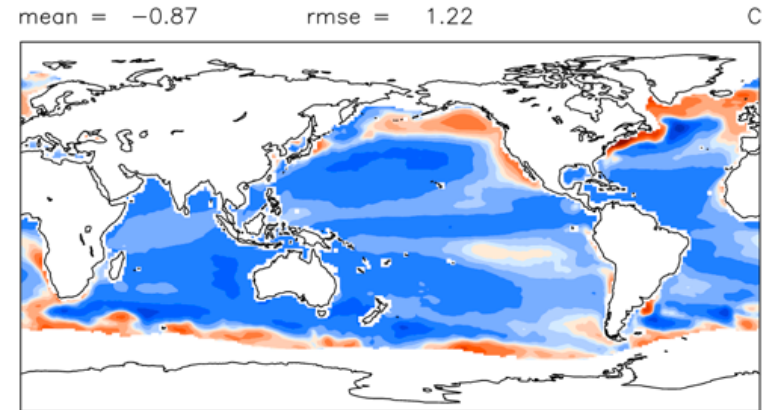 mean = −0.87 rmse = 1.22 C